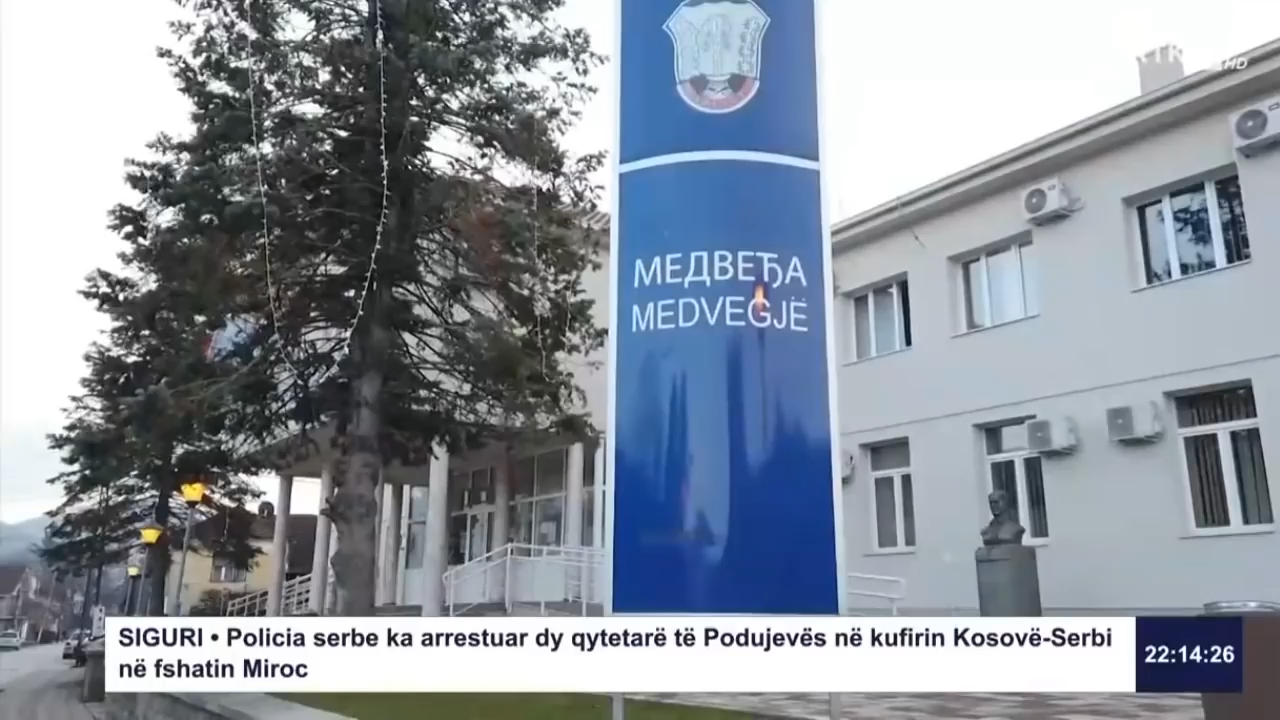 МЕДВЕЂА
MEDVEGJË
SIGURI • Policia serbe ka arrestuar dy qytetarë të Podujevës në kufirin Kosovë-Serbi
në fshatin Miroc
22:14:26